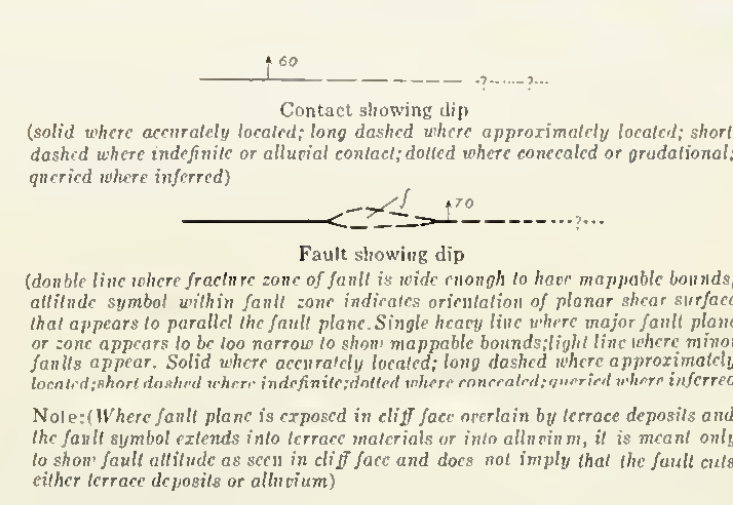 60
-?-----?---
Contact showing dip
(solid where accurately located; long dashed where approximately located; short
dashed where indefinite or alluvial contact; dotted where concealed or gradational;
queried where inferred)
f
70
?
Fault showing dip
(double line where fracture zone of fault is wide enough to have mappable bounds,
attitude symbol within fault zone indicates orientation of planar shear surface
that appears to parallel the fault plane. Single heavy line where major fault plane
or zone appears to be too narrow to show mappable bounds; light line where minor
faults appear. Solid where accurately located; long dashed where approximately
located; short dashed where indefinite; dotted where concealed; queried where inferred
Note:(Where fault plane is exposed in cliff face overlain by terrace deposits and
the fault symbol extends into terrace materials or into alluvium, it is meant only
to show fault attitude as seen in cliff face and does not imply that the fault cuts
either terrace deposits or alluvium)